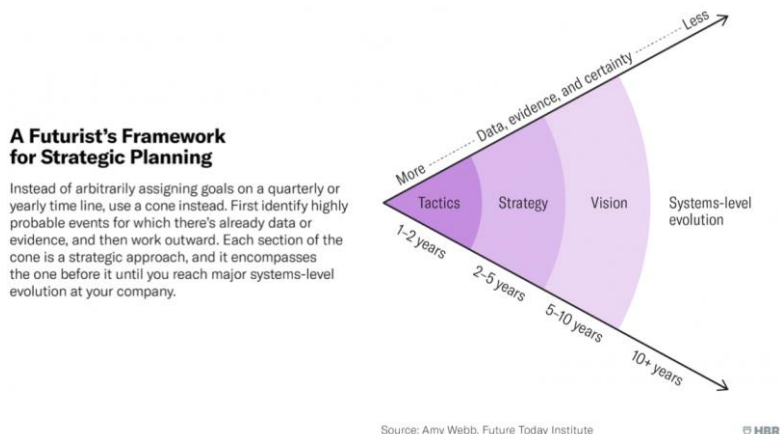 A Futurist's Framework
for Strategic Planning
Instead of arbitrarily assigning goals on a quarterly or
yearly time line, use a cone instead. First identify highly
probable events for which there's already data or
evidence, and then work outward. Each section of the
cone is a strategic approach, and it encompasses
the one before it until you reach major systems-level
evolution at your company.
More
Data, evidence, and certainty
Less
Tactics
Strategy
Vision
Systems-level
evolution
1–2 years
2–5 years
5–10 years
10+ years
Source: Amy Webb, Future Today Institute
HBR